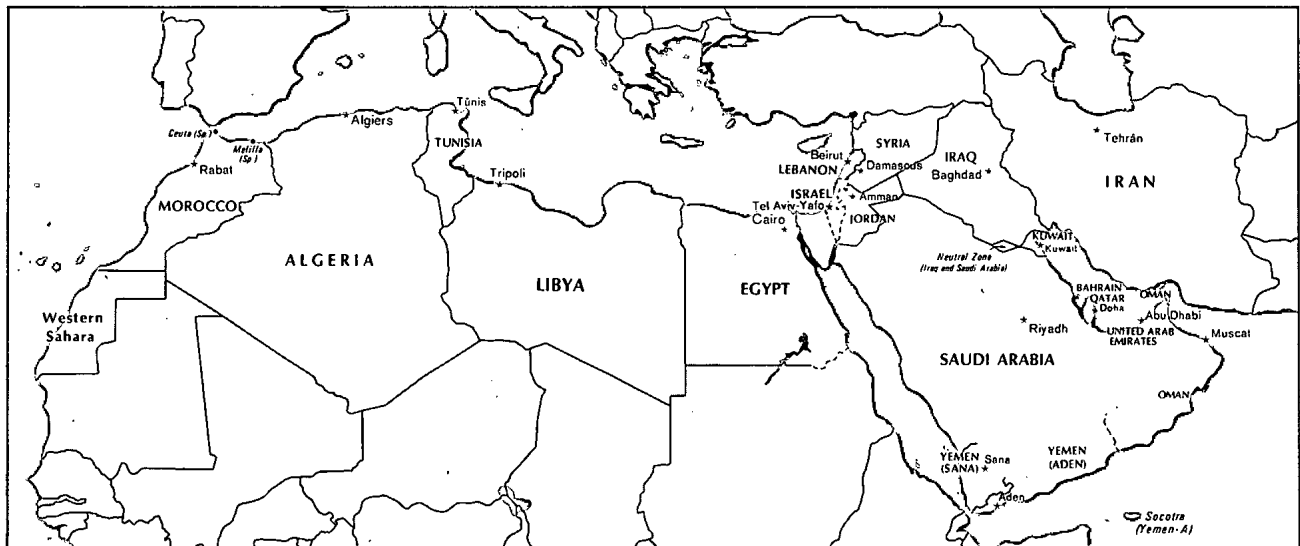 Ceuta (Sp.)
Melilla
(Sp.)
Rabat
MOROCCO
Algiers
Tūnis
TUNISIA
Tripoli
ALGERIA
LIBYA
Western
Sahara
EGYPT
Cairo
Tel Aviv-Yafo
ISRAEL
LEBANON
Beirut
SYRIA
Damascus
Amman
JORDAN
IRAQ
Baghdad
Tehrān
IRAN
Neutral Zone
(Iraq and Saudi Arabia)
KUWAIT
Kuwait
BAHRAIN
QATAR
Doha
OMAN
Abu Dhabi
UNITED ARAB
EMIRATES
Muscat
Riyadh
SAUDI ARABIA
OMAN
YEMEN
(SANA)
Sana
YEMEN
(ADEN)
Aden
Socotra
(Yemen-A)